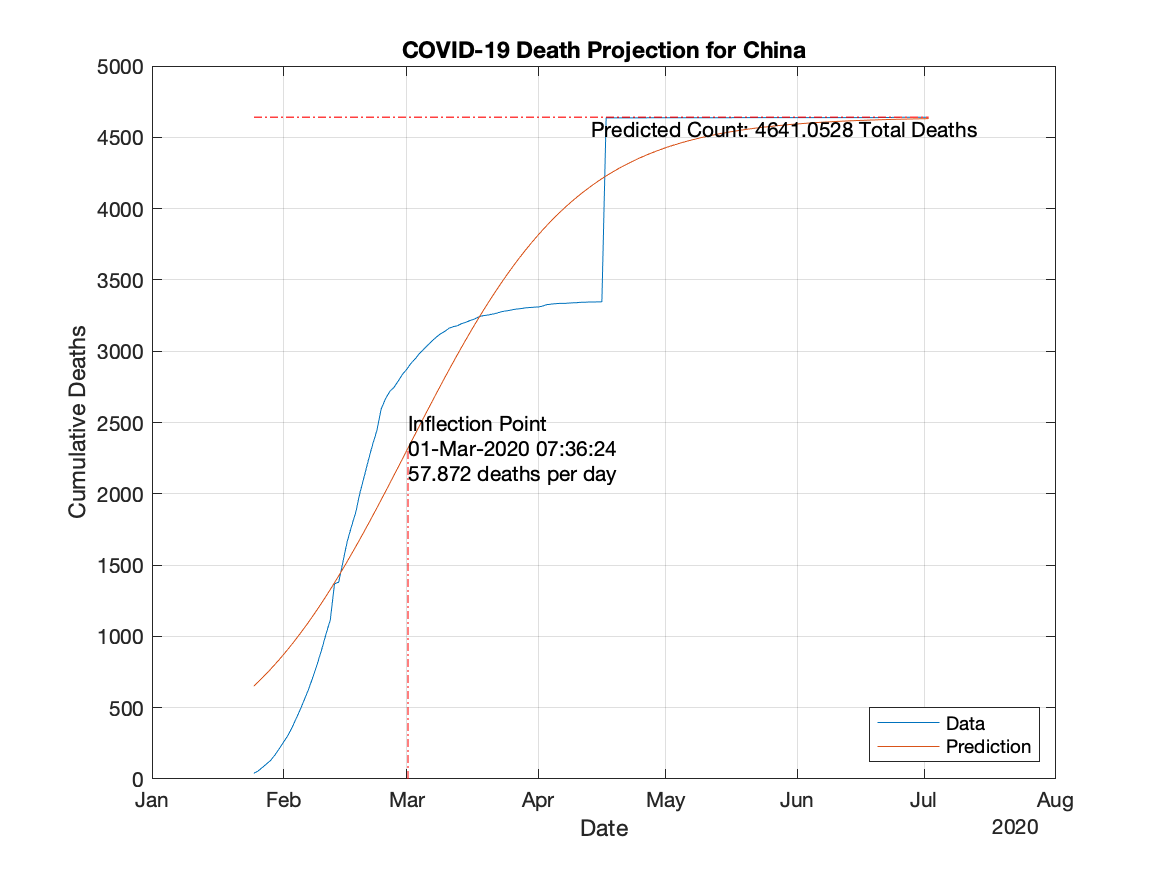 COVID-19 Death Projection for China
5000
4500
4000
3500
3000
2500
2000
1500
1000
500
0
Cumulative Deaths
Predicted Count: 4641.0528 Total Deaths
Inflection Point
01-Mar-2020 07:36:24
57.872 deaths per day
Data
Prediction
Jan Feb Mar Apr May Jun Jul Aug
Date
2020